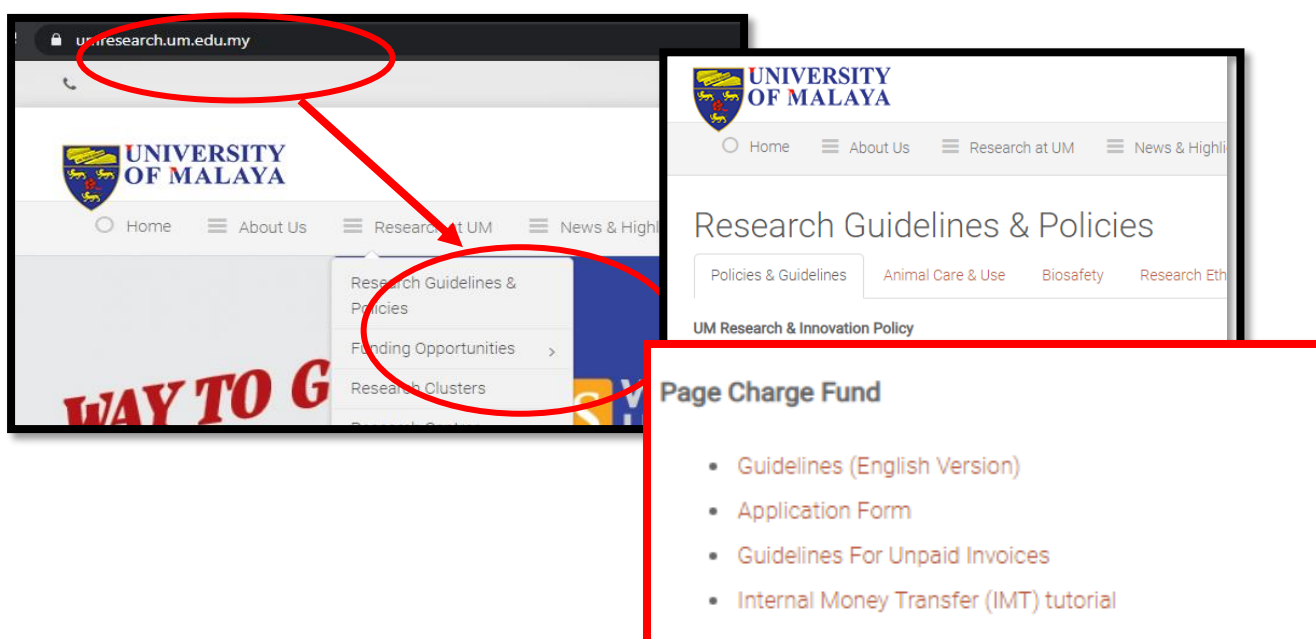 umresearch.um.edu.my
UNIVERSITY
OF MALAYA
Home
About Us
Research at UM
News & Highl
Research Guidelines &
Policies
Funding Opportunities
Research Clusters
WAY TO G
UNIVERSITY
OF MALAYA
Home
About Us
Research at UM
News & Highli
Research Guidelines & Policies
Policies & Guidelines
Animal Care & Use
Biosafety
Research Eth
UM Research & Innovation Policy
Page Charge Fund
• Guidelines (English Version)
• Application Form
• Guidelines For Unpaid Invoices
• Internal Money Transfer (IMT) tutorial